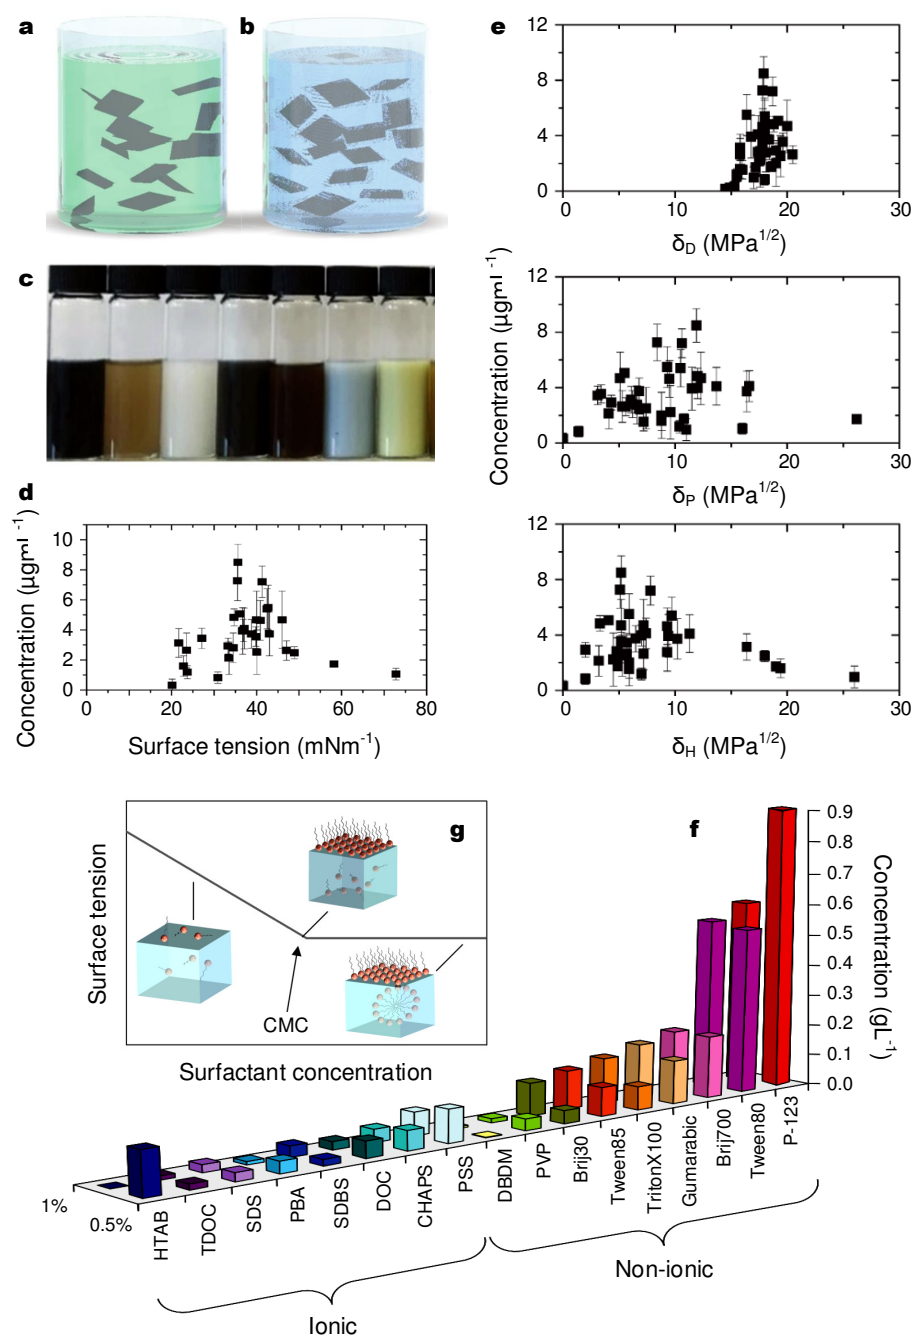 a
b
c
d
Concentration (µgml⁻¹)
10
8
6
4
2
0
0
20
40
60
80
Surface tension (mNm⁻¹)
e
12
8
4
0
0
10
20
30
δD (MPa¹/²)
Concentration (µgml⁻¹)
12
8
4
0
0
10
20
30
δP (MPa¹/²)
12
8
4
0
0
10
20
30
δH (MPa¹/²)
g
Surface tension
CMC
Surfactant concentration
f
0.9
0.8
0.7
0.6
0.5
0.4
0.3
0.2
0.1
0.0
Concentration (gL⁻¹)
1%
0.5%
HTAB
TDOC
SDS
PBA
SDBS
DOC
CHAPS
PSS
DBDM
PVP
Brij30
Tween85
TritonX100
Gumarabic
Brij700
Tween80
P-123
Ionic
Non-ionic